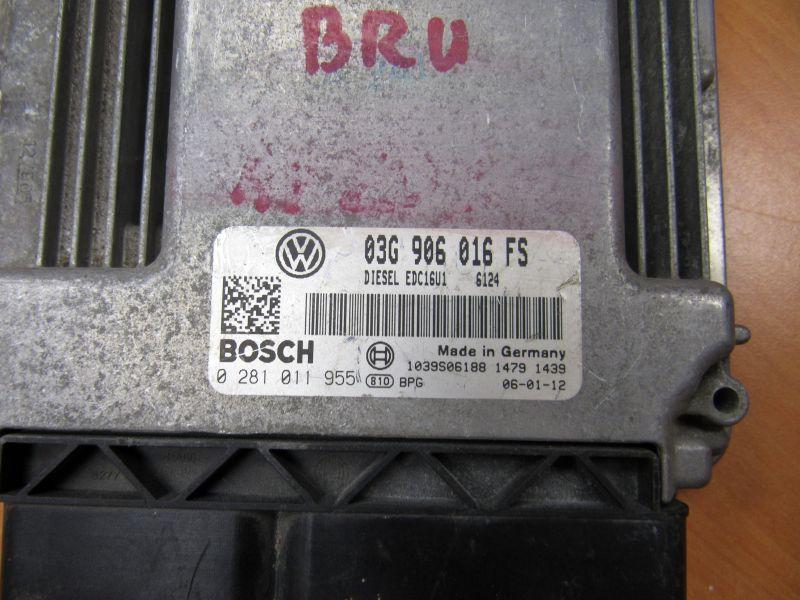 BRU
03G 906 016 FS
DIESEL EDC16U1 6124
BOSCH
Made in Germany
1039S06188 1479 1439
0 281 011 955
810 BPG
06-01-12